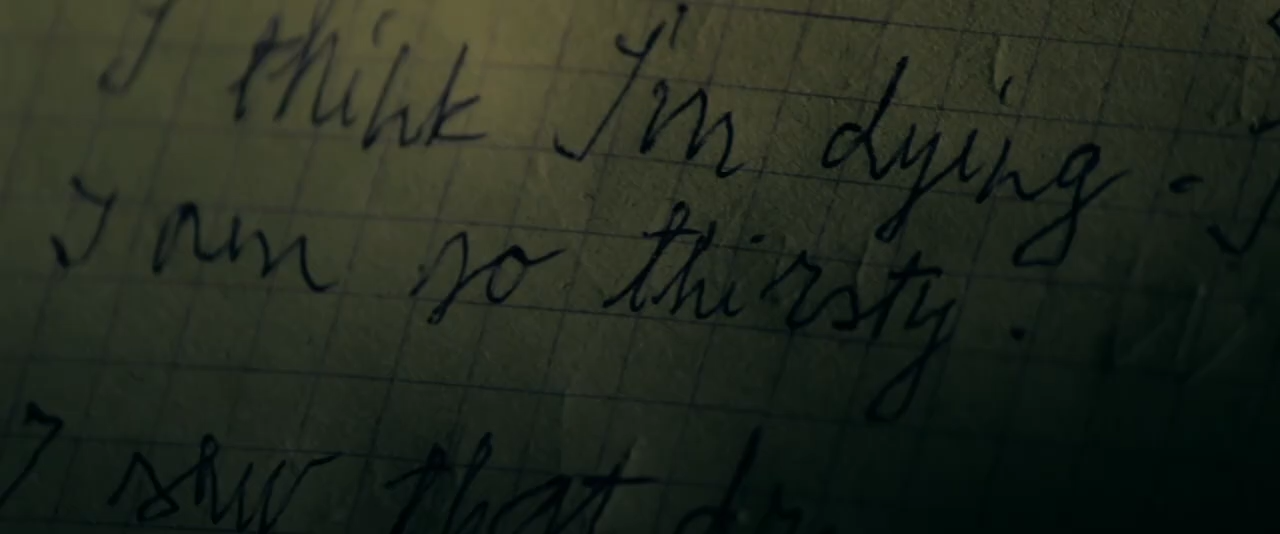 I think I'm dying.
I am so thirsty.
I saw that